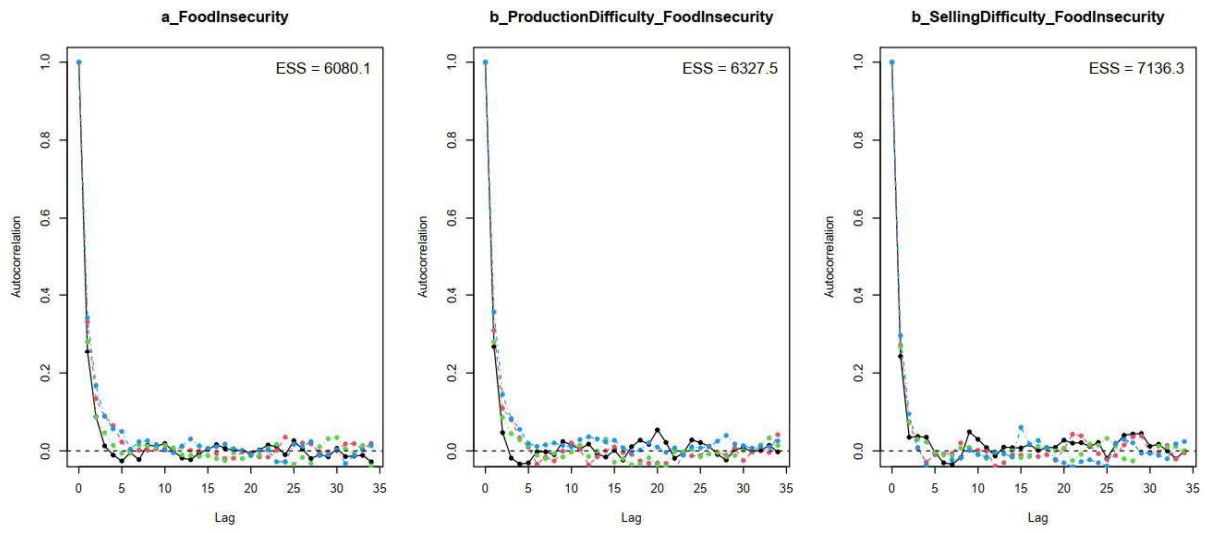 a_FoodInsecurity
ESS = 6080.1
Autocorrelation
0.0 0.2 0.4 0.6 0.8 1.0
0 5 10 15 20 25 30 35
Lag
b_ProductionDifficulty_FoodInsecurity
ESS = 6327.5
Autocorrelation
0.0 0.2 0.4 0.6 0.8 1.0
0 5 10 15 20 25 30 35
Lag
b_SellingDifficulty_FoodInsecurity
ESS = 7136.3
Autocorrelation
0.0 0.2 0.4 0.6 0.8 1.0
0 5 10 15 20 25 30 35
Lag